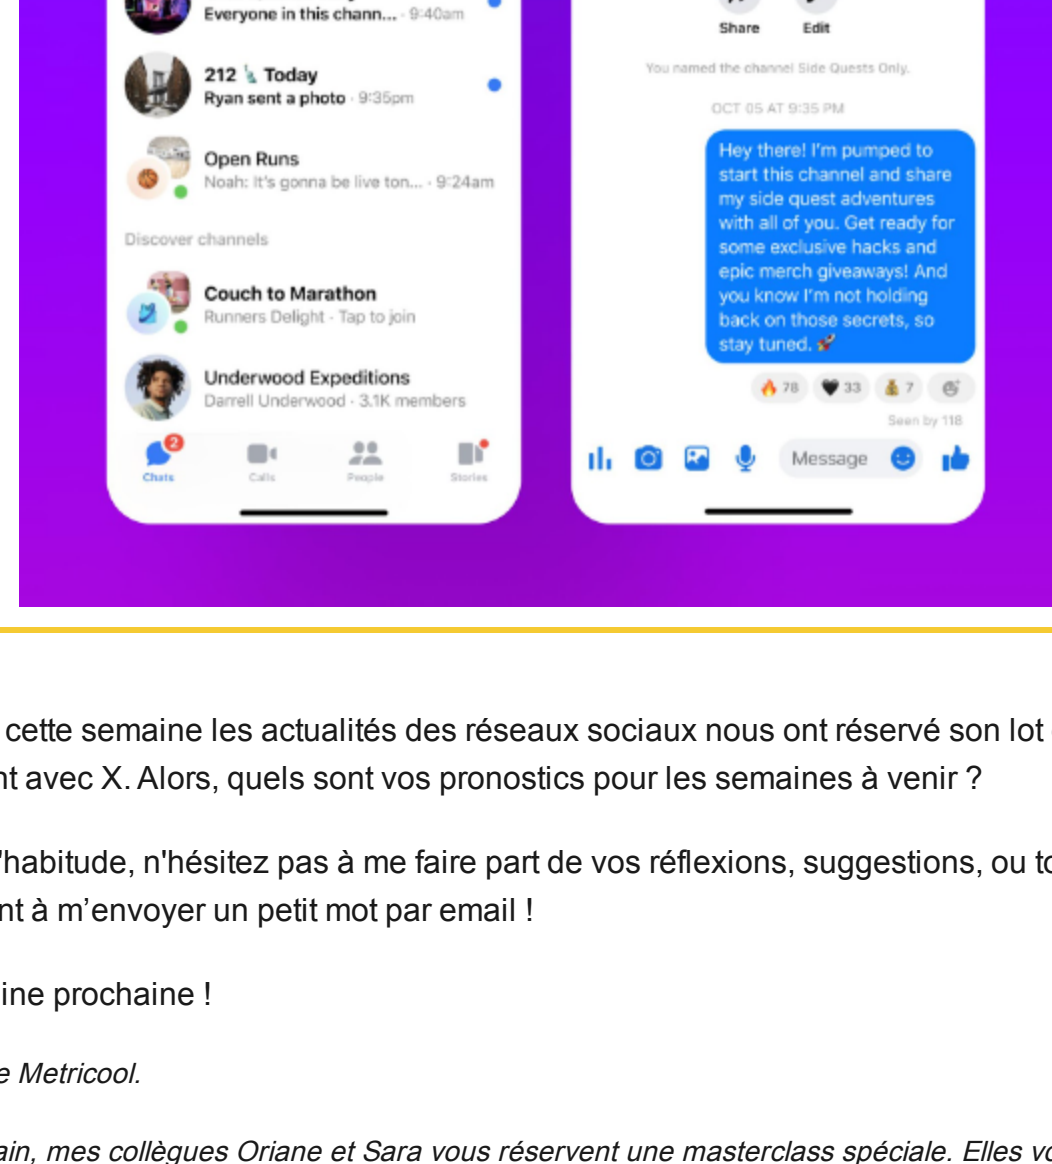 Everyone in this chann... · 9:40am
212 🗽 Today
Ryan sent a photo · 9:35pm
Open Runs
Noah: It's gonna be live ton... · 9:24am
Discover channels
Couch to Marathon
Runners Delight · Tap to join
Underwood Expeditions
Darrell Underwood · 3.1K members
2
Chats
Calls
People
Stories
Share
Edit
You named the channel Side Quests Only.
OCT 05 AT 9:35 PM
Hey there! I'm pumped to
start this channel and share
my side quest adventures
with all of you. Get ready for
some exclusive hacks and
epic merch giveaways! And
you know I'm not holding
back on those secrets, so
stay tuned. 🚀
🔥 78 🖤 33 💰 7
Seen by 118
Message
cette semaine les actualités des réseaux sociaux nous ont réservé son lot
nt avec X. Alors, quels sont vos pronostics pour les semaines à venir ?
'habitude, n'hésitez pas à me faire part de vos réflexions, suggestions, ou to
nt à m’envoyer un petit mot par email !
ine prochaine !
e Metricool.
ain, mes collègues Oriane et Sara vous réservent une masterclass spéciale. Elles vo